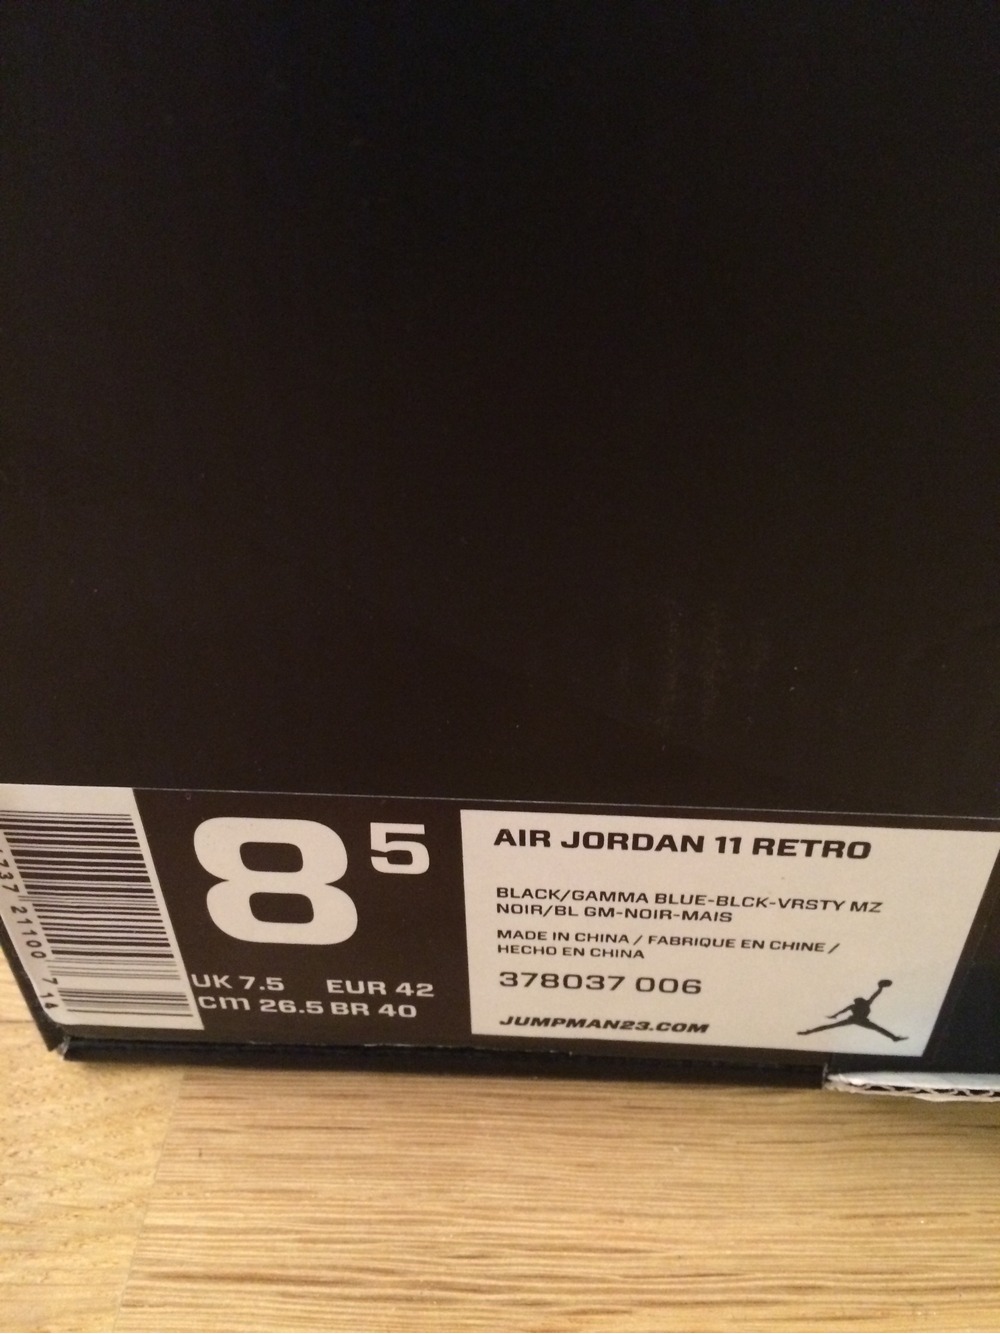 8 5
UK 7.5 EUR 42
cm 26.5 BR 40
AIR JORDAN 11 RETRO
BLACK/GAMMA BLUE-BLCK-VRSTY MZ
NOIR/BL GM-NOIR-MAIS
MADE IN CHINA / FABRIQUE EN CHINE /
HECHO EN CHINA
378037 006
JUMPMAN23.COM